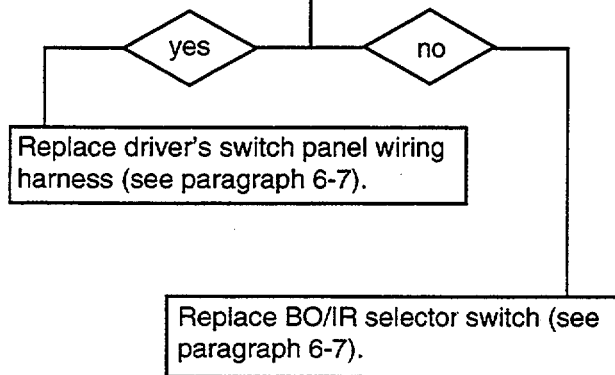 yes
no
Replace driver's switch panel wiring
harness (see paragraph 6-7).
Replace BO/IR selector switch (see
paragraph 6-7).